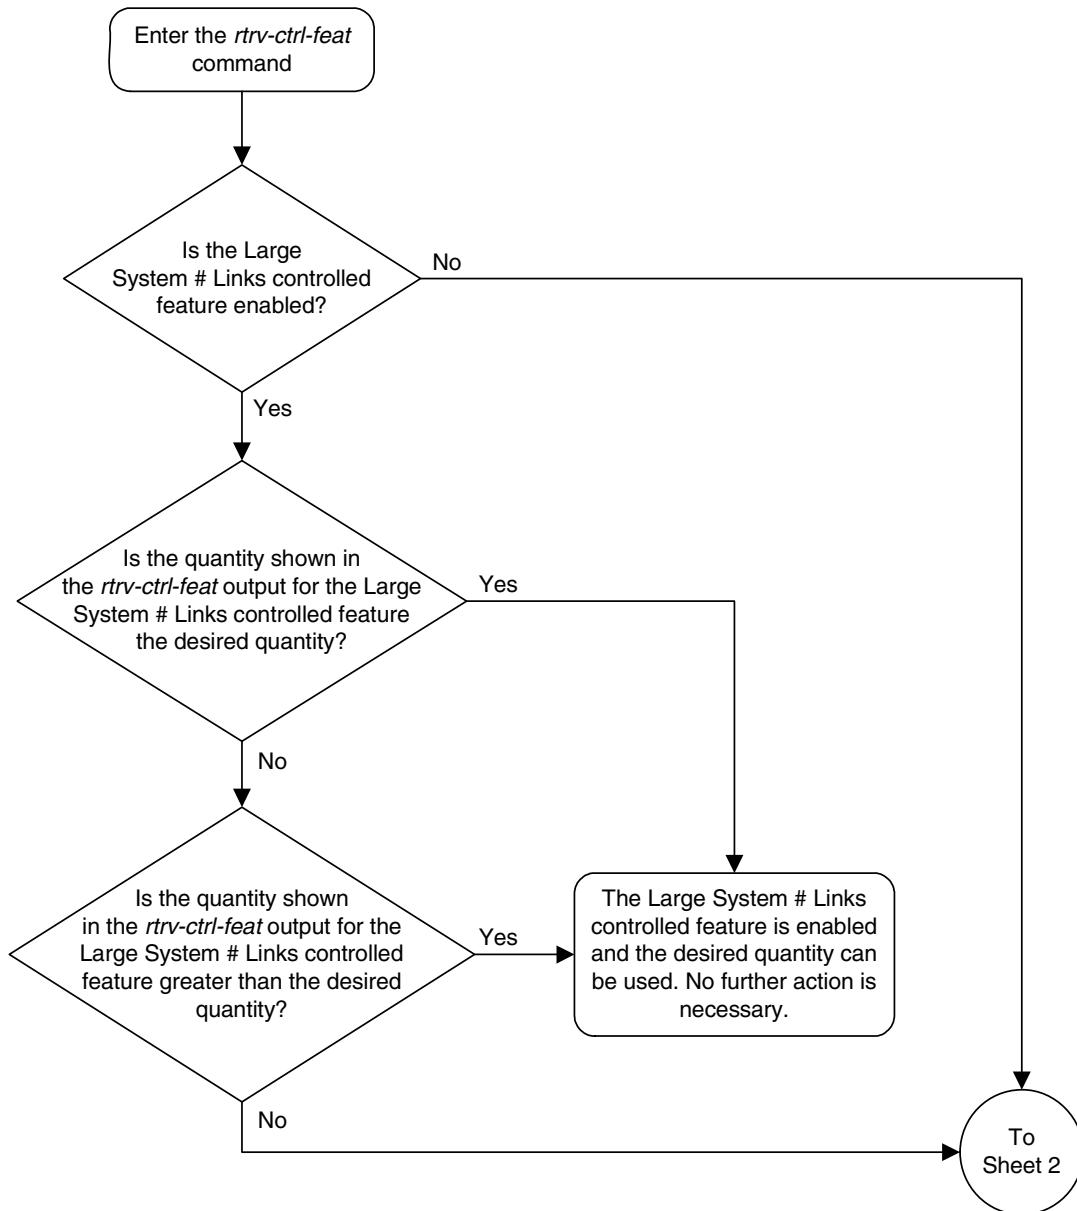 Enter the rtrv-ctrl-feat
command
Is the Large
System # Links controlled
feature enabled?
No
Yes
Is the quantity shown in
the rtrv-ctrl-feat output for the Large
System # Links controlled feature
the desired quantity?
Yes
No
Is the quantity shown
in the rtrv-ctrl-feat output for the
Large System # Links controlled
feature greater than the desired
quantity?
Yes
The Large System # Links
controlled feature is enabled
and the desired quantity can
be used. No further action is
necessary.
No
To
Sheet 2